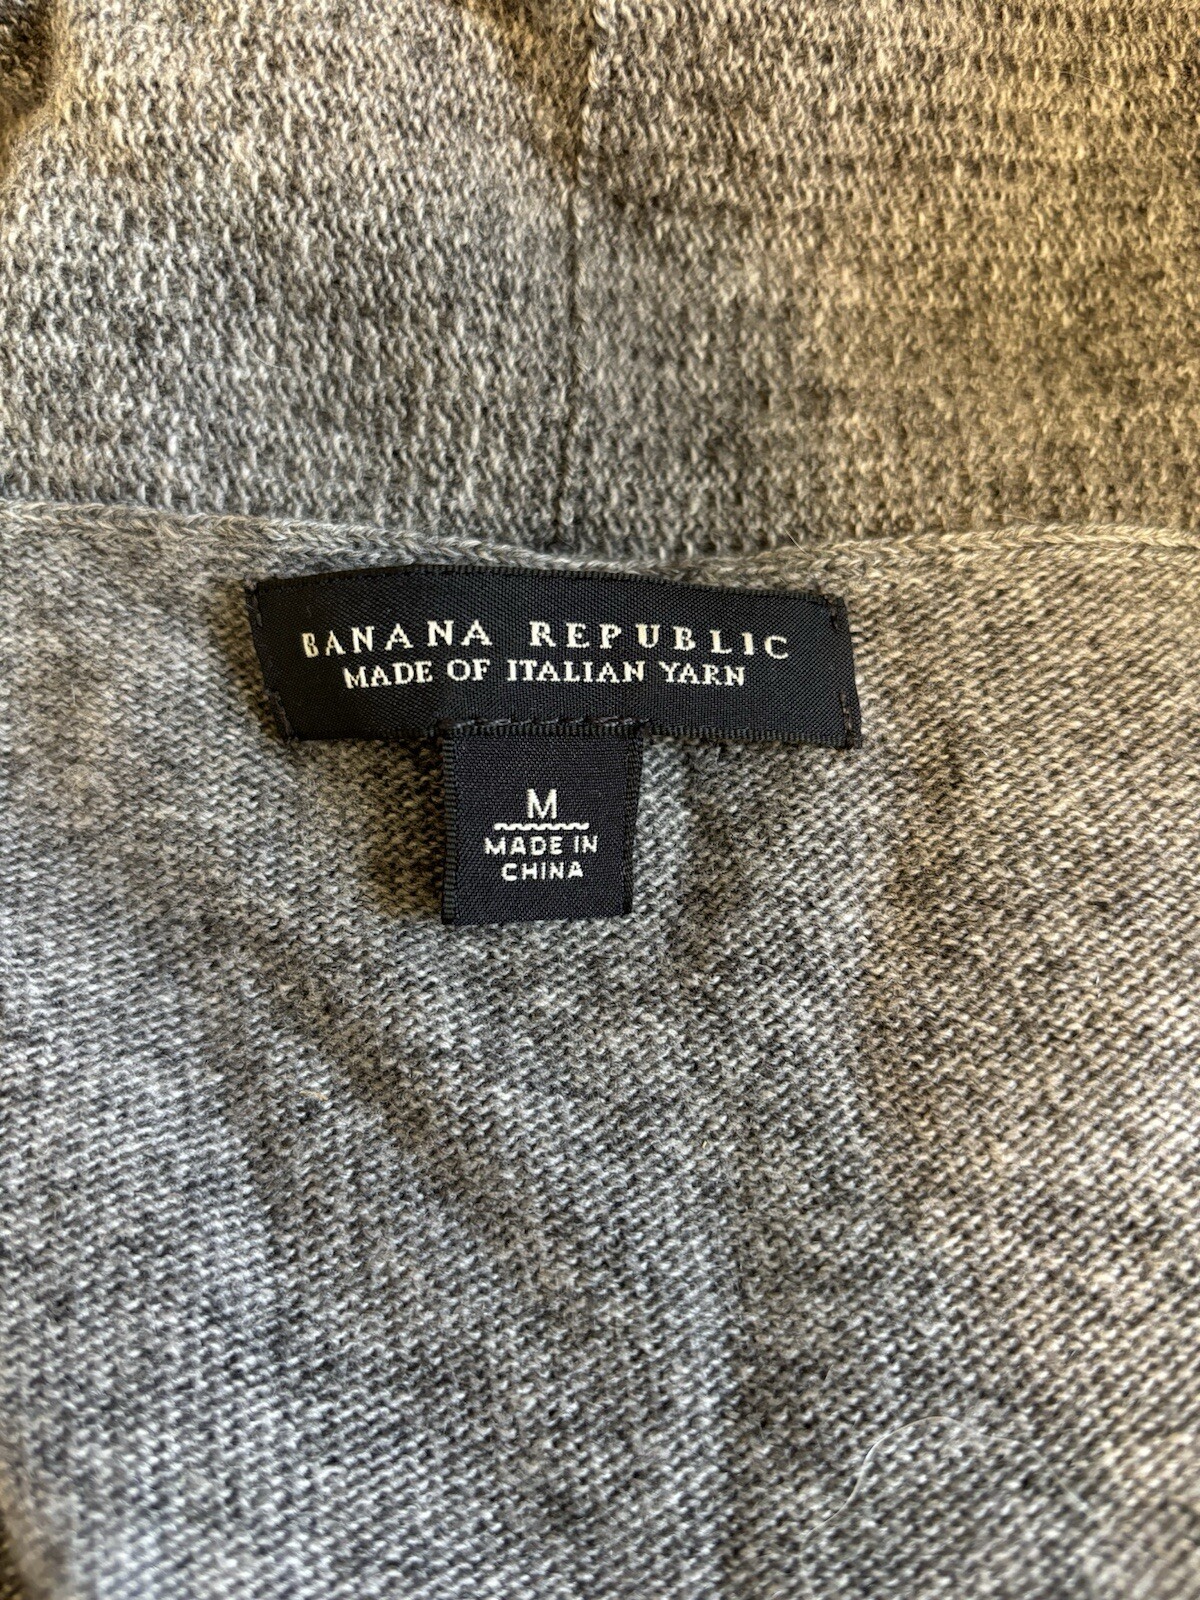 BANANA REPUBLIC
MADE OF ITALIAN YARN
M
MADE IN
CHINA